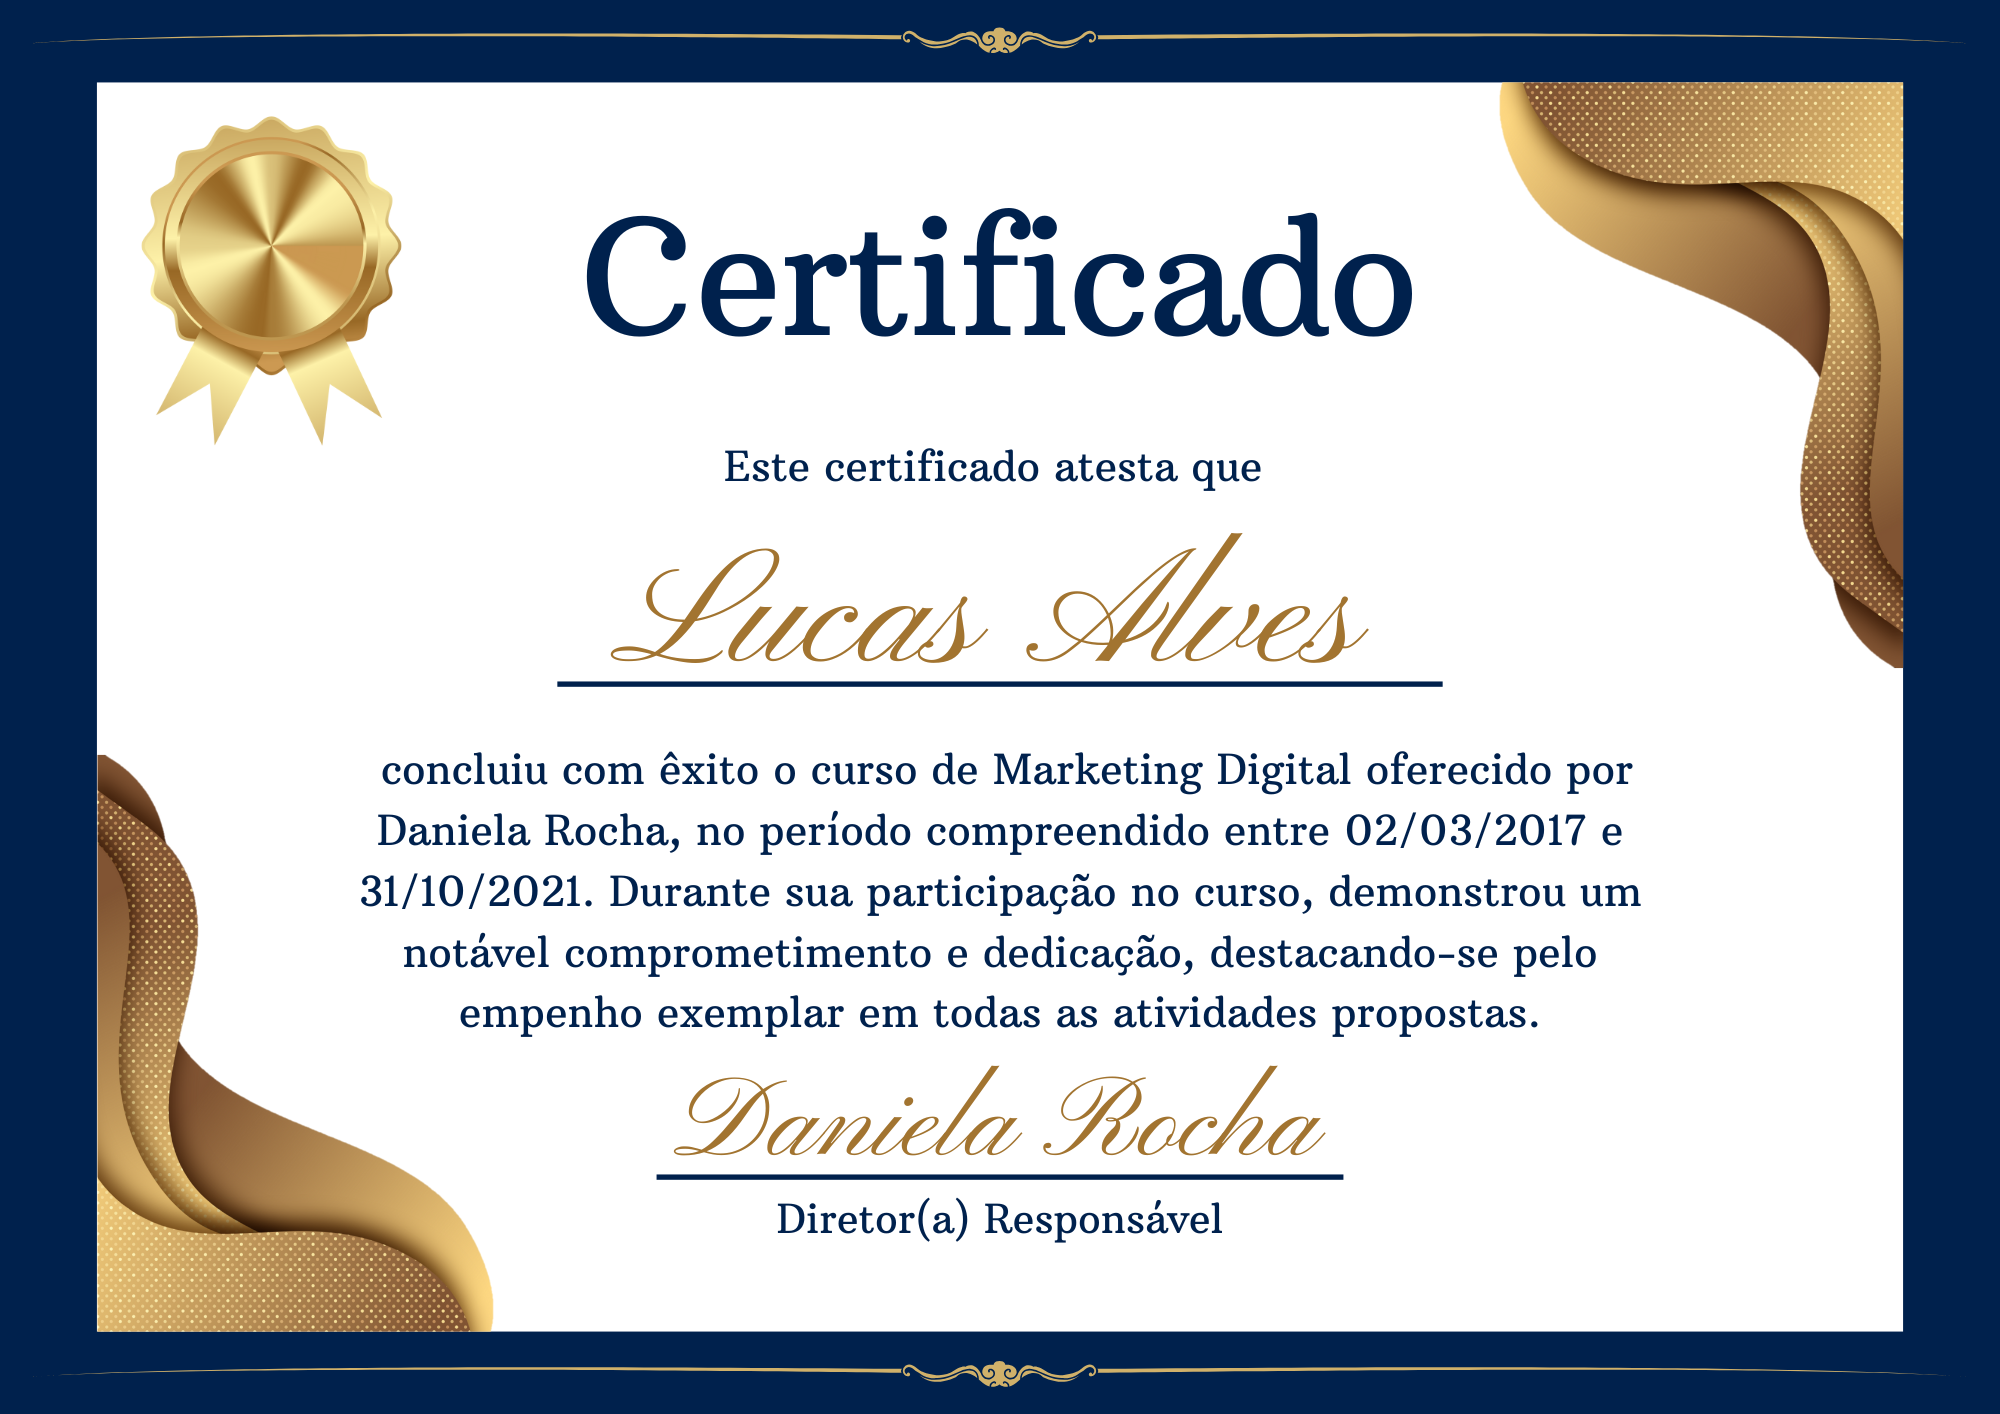 Certificado
Este certificado atesta que
Lucas Alves
concluiu com êxito o curso de Marketing Digital oferecido por
Daniela Rocha, no período compreendido entre 02/03/2017 e
31/10/2021. Durante sua participação no curso, demonstrou um
notável comprometimento e dedicação, destacando-se pelo
empenho exemplar em todas as atividades propostas.
Daniela Rocha
Diretor(a) Responsável